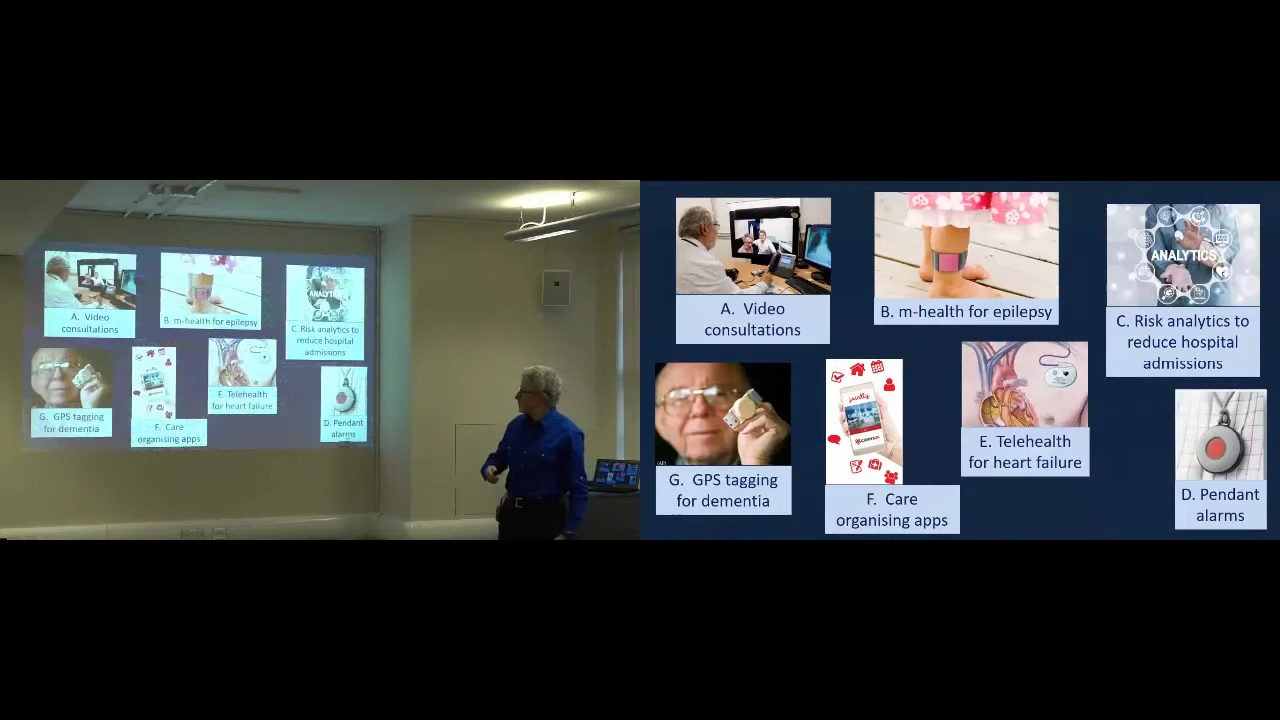 A. Video
consultations
B. m-health for epilepsy
ANALYTICS
C. Risk analytics to
reduce hospital
admissions
G. GPS tagging
for dementia
F. Care
organising apps
E. Telehealth
for heart failure
D. Pendant
alarms
ANALYTICS
A. Video
consultations
B. m-health for epilepsy
C. Risk analytics to
reduce hospital
admissions
jointly
G. GPS tagging
for dementia
F. Care
organising apps
E. Telehealth
for heart failure
D. Pendant
alarms